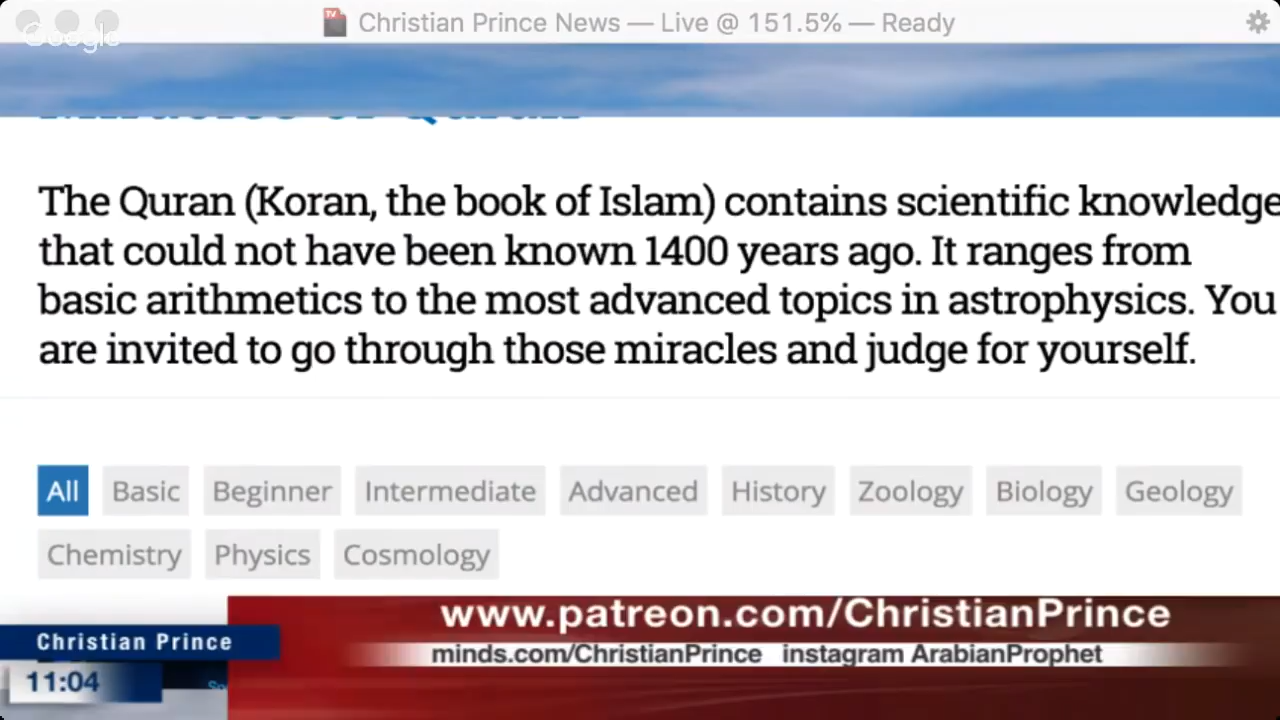 Christian Prince News — Live @ 151.5% — Ready
Google
The Quran (Koran, the book of Islam) contains scientific knowledge
that could not have been known 1400 years ago. It ranges from
basic arithmetics to the most advanced topics in astrophysics. You
are invited to go through those miracles and judge for yourself.
All Basic Beginner Intermediate Advanced History Zoology Biology Geology
Chemistry Physics Cosmology
www.patreon.com/ChristianPrince
Christian Prince
minds.com/ChristianPrince instagram ArabianProphet
11:04